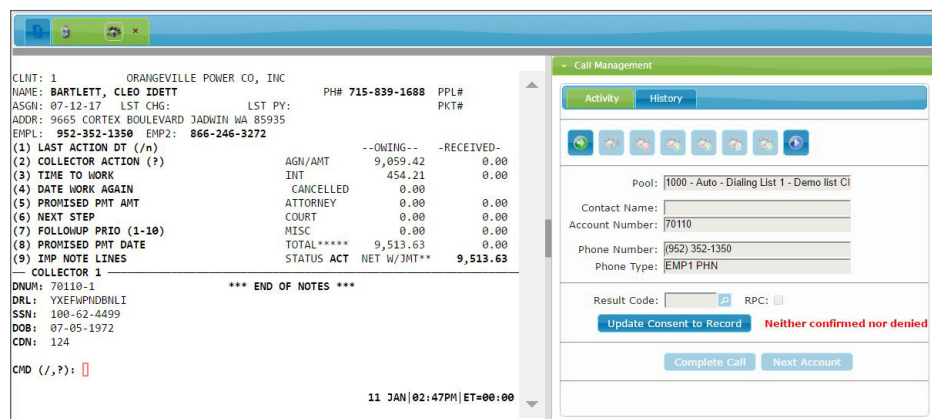 CLNT: 1 ORANGEVILLE POWER CO, INC
NAME: BARTLETT, CLEO IDETT PH# 715-839-1688 PPL#
ASGN: 07-12-17 LST CHG: LST PY: PKT#
ADDR: 9665 CORTEX BOULEVARD JADWIN WA 85935
EMPL: 952-352-1350 EMP2: 866-246-3272
(1) LAST ACTION DT (/n) --OWING-- -RECEIVED-
(2) COLLECTOR ACTION (?) AGN/AMT 9,059.42 0.00
(3) TIME TO WORK INT 454.21 0.00
(4) DATE WORK AGAIN CANCELLED 0.00
(5) PROMISED PMT AMT ATTORNEY 0.00 0.00
(6) NEXT STEP COURT 0.00 0.00
(7) FOLLOWUP PRIO (1-10) MISC 0.00 0.00
(8) PROMISED PMT DATE TOTAL***** 9,513.63 0.00
(9) IMP NOTE LINES STATUS ACT NET W/JMT** 9,513.63
COLLECTOR 1
DNUM: 70110-1 *** END OF NOTES ***
DRL: YXEFWPNDBNLI
SSN: 100-62-4499
DOB: 07-05-1972
CDN: 124
CMD (/,?):
11 JAN|02:47PM|ET=00:00
Call Management
Activity History
Pool: 1000 - Auto - Dialing List 1 - Demo list Cl
Contact Name:
Account Number: 70110
Phone Number: (952) 352-1350
Phone Type: EMP1 PHN
Result Code: RPC:
Update Consent to Record Neither confirmed nor denied
Complete Call Next Account